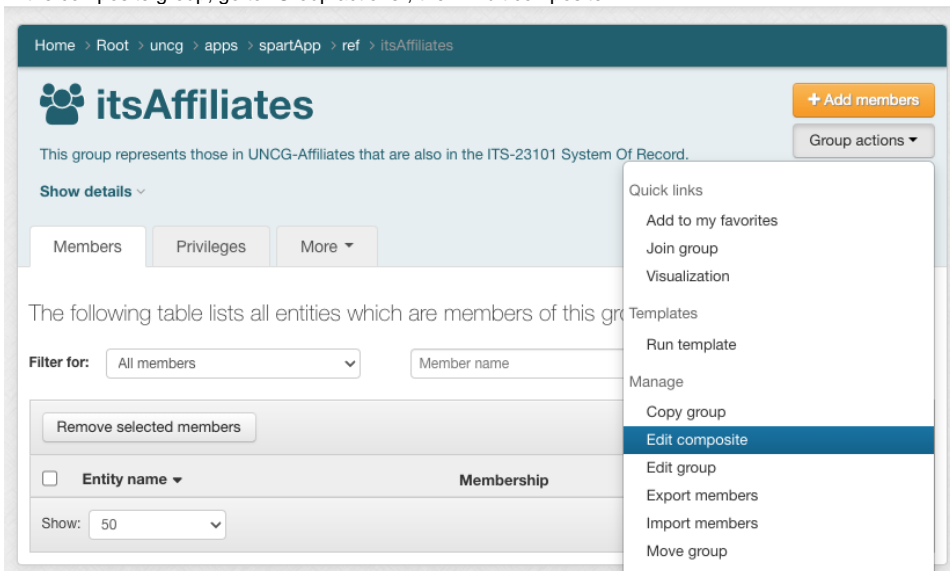 Home > Root > uncg > apps > spartApp > ref > itsAffiliates
itsAffiliates
+ Add members
Group actions
This group represents those in UNCG-Affiliates that are also in the ITS-23101 System Of Record.
Show details
Quick links
Add to my favorites
Join group
Visualization
Members Privileges More
The following table lists all entities which are members of this
Templates
Run template
Filter for: All members Member name
Manage
Copy group
Remove selected members
Edit composite
Edit group
Entity name Membership
Export members
Show: 50
Import members
Move group